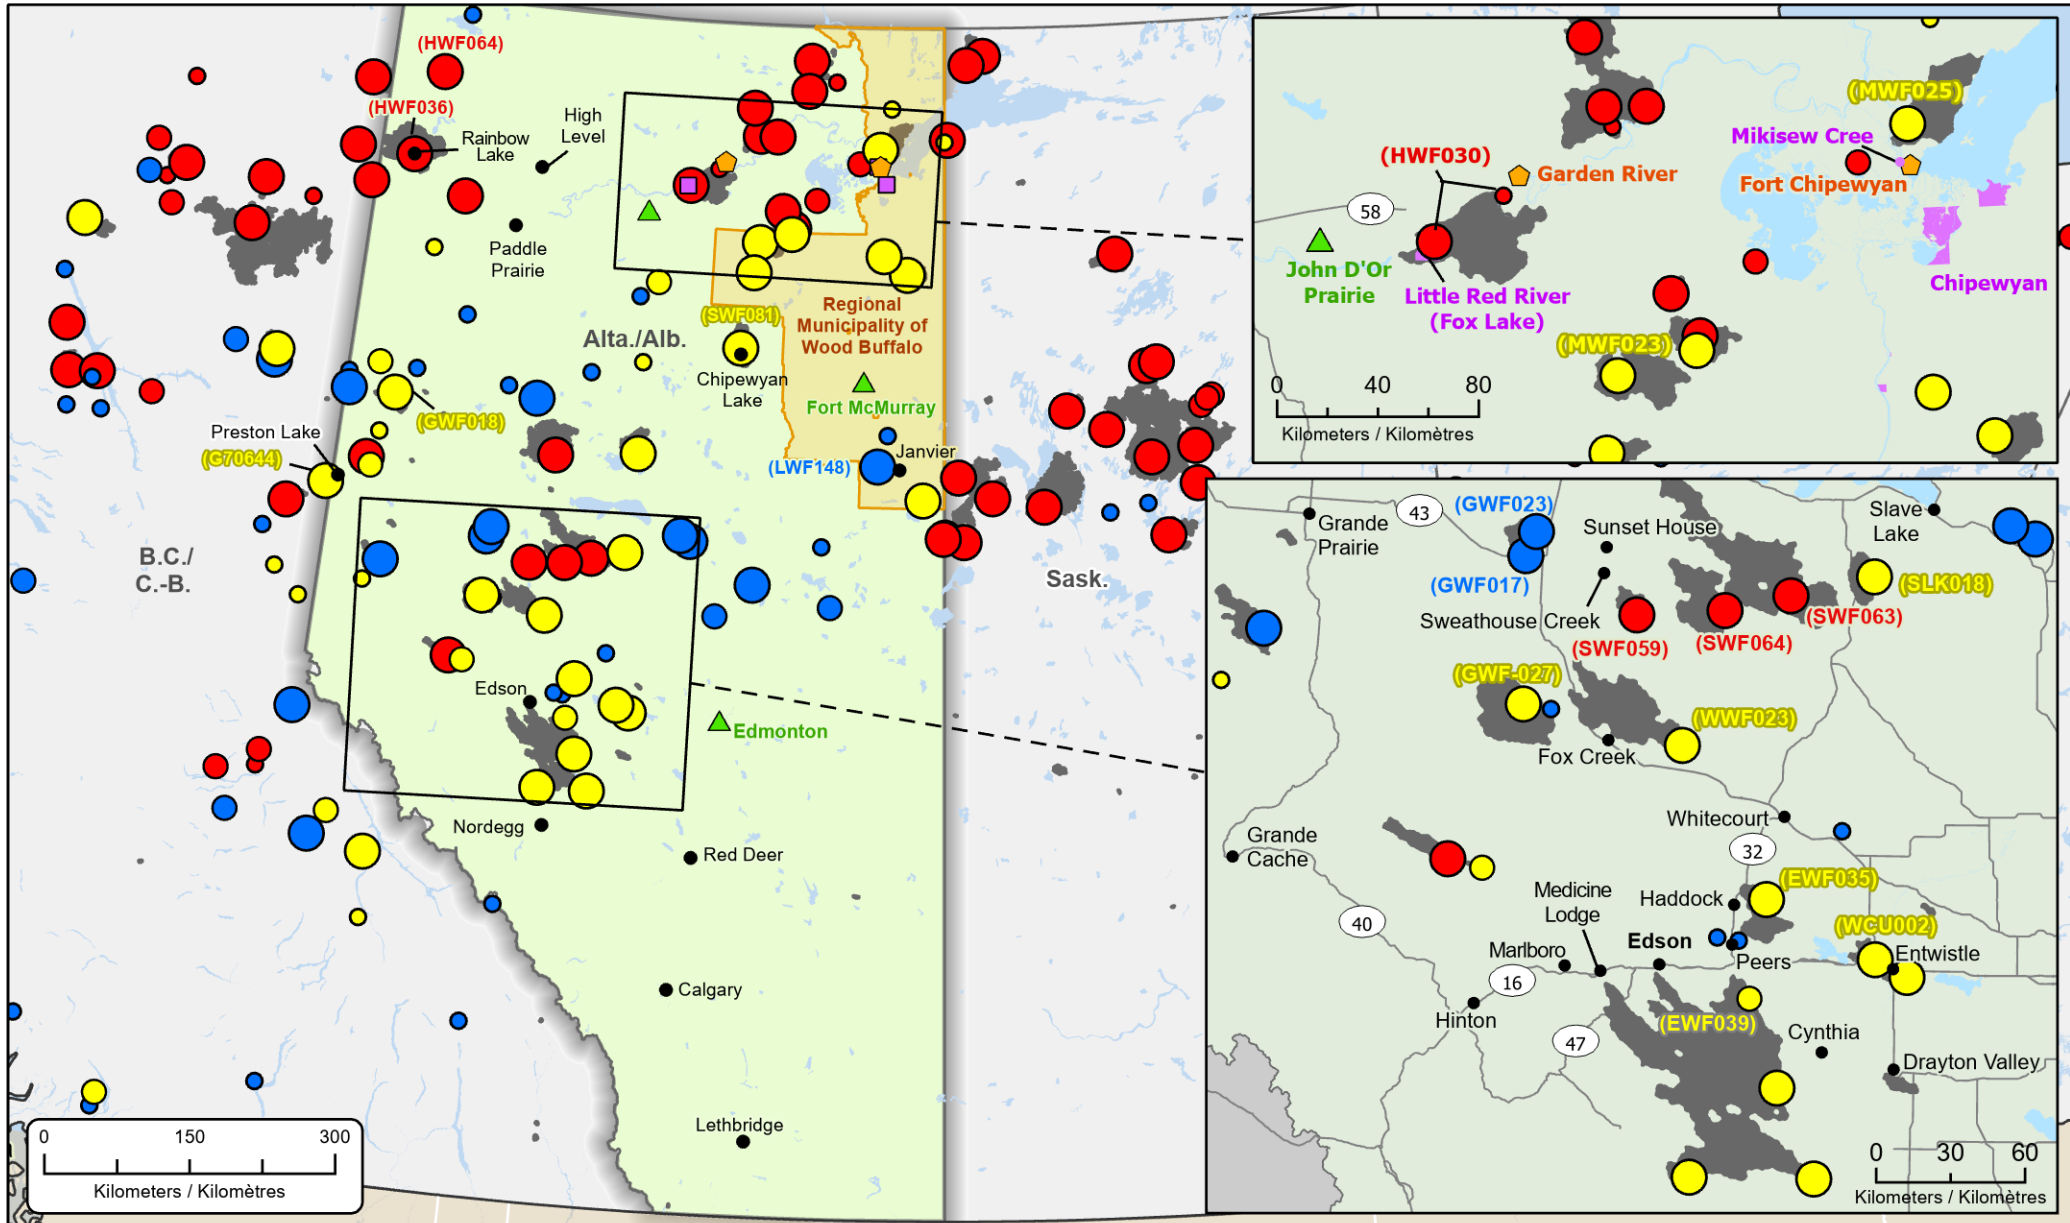 (HWF064)
(HWF036)
Rainbow
Lake
High
Level
Paddle
Prairie
(SWF081)
Alta./Alb.
Chipewyan
Lake
Regional
Municipality of
Wood Buffalo
Fort McMurray
(GWF018)
Preston Lake
(G70644)
Janvier
(LWF148)
B.C./
C.-B.
Sask.
Edson
Edmonton
Nordegg
Red Deer
Calgary
Lethbridge
0 150 300
Kilometers / Kilomètres
(MWF025)
Mikisew Cree
(HWF030)
Garden River
Fort Chipewyan
58
John D'Or
Prairie
Little Red River
(Fox Lake)
Chipewyan
(MWF023)
0 40 80
Kilometers / Kilomètres
43
(GWF023)
Grande
Prairie
Sunset House
Slave
Lake
(GWF017)
(SLK018)
Sweathouse Creek
(SWF063)
(SWF059)
(SWF064)
(GWF-027)
(WWF023)
Fox Creek
Whitecourt
32
Grande
Cache
(EWF035)
Medicine
Lodge
Haddock
40
(WCU002)
Marlboro
Edson
Peers
Entwistle
16
Hinton
(EWF039)
47
Cynthia
Drayton Valley
0 30 60
Kilometers / Kilomètres